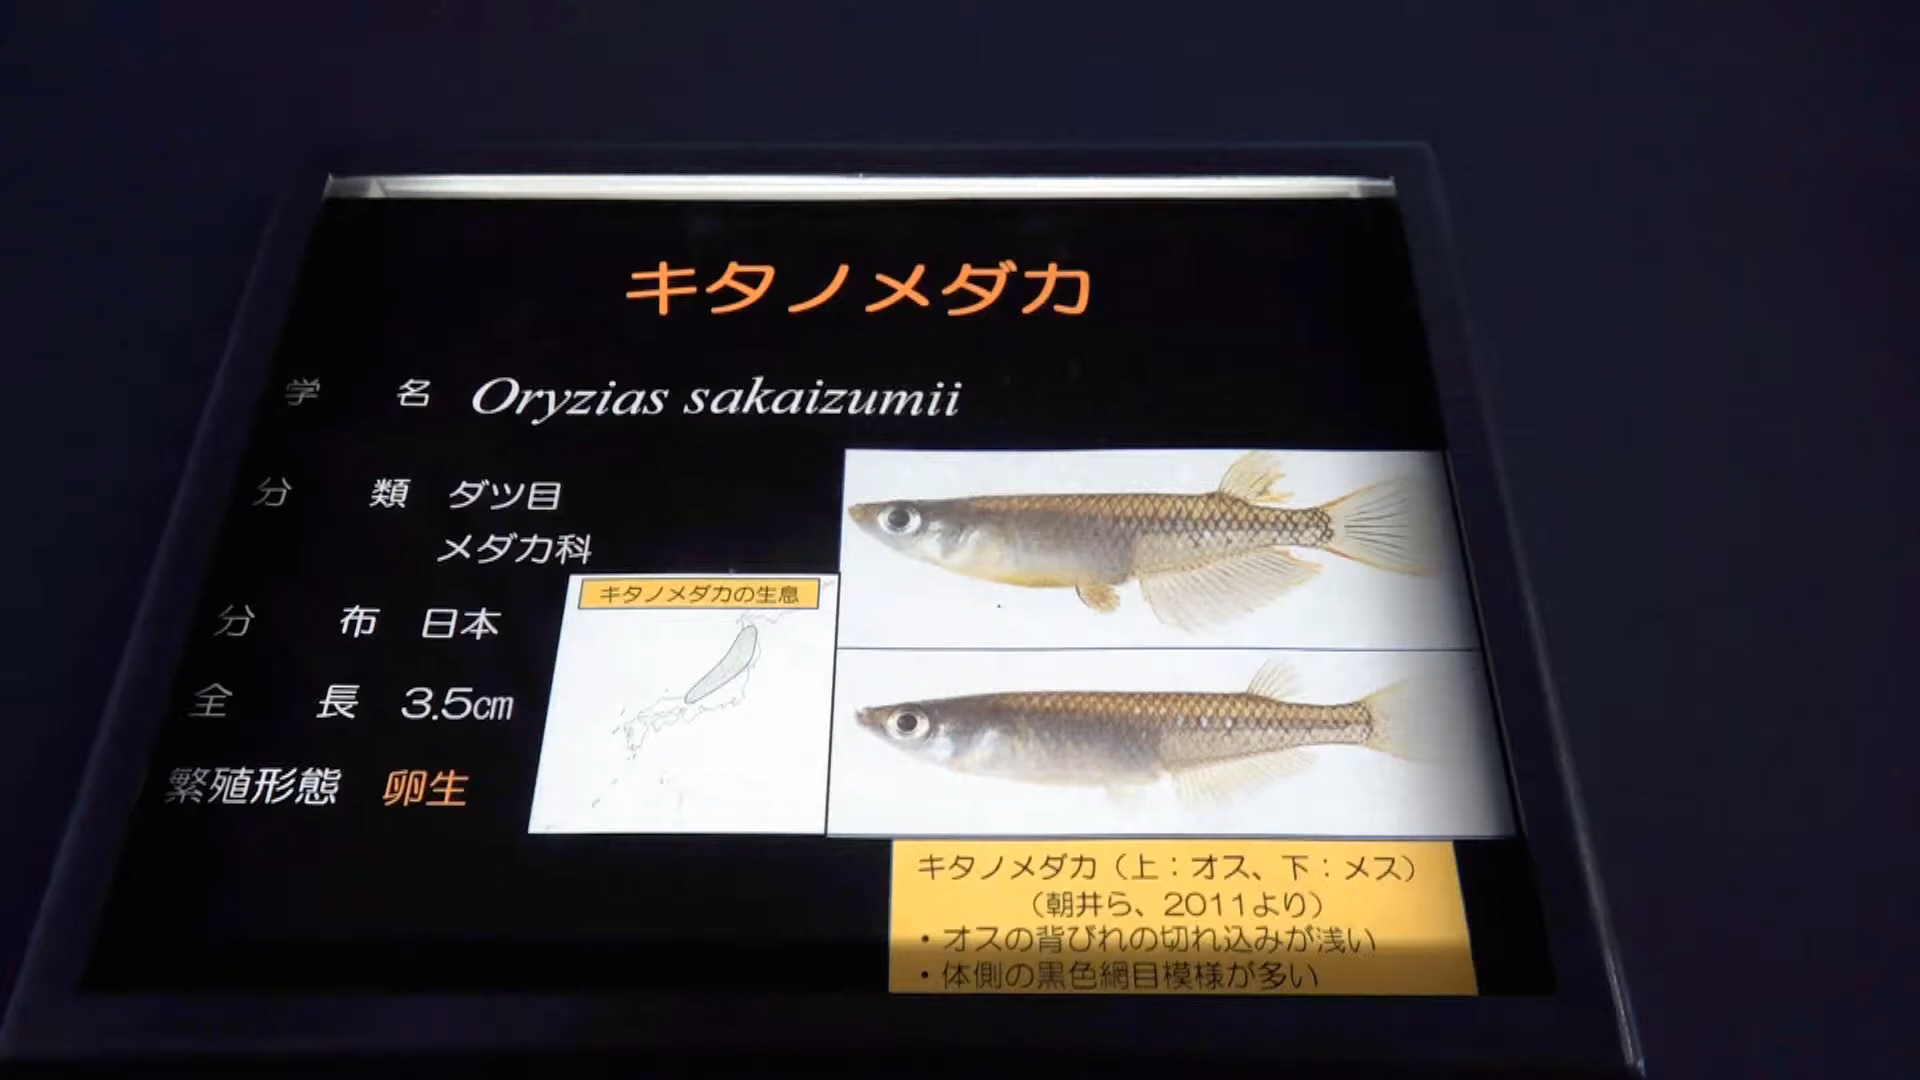 キタノメダカ
学 名 Oryzias sakaizumii
分 類 ダツ目
メダカ科
分 布 日本
全 長 3.5㎝
繁殖形態 卵生
キタノメダカの生息
キタノメダカ（上：オス、下：メス）
（朝井ら、2011より）
・オスの背びれの切れ込みが浅い
・体側の黒色網目模様が多い